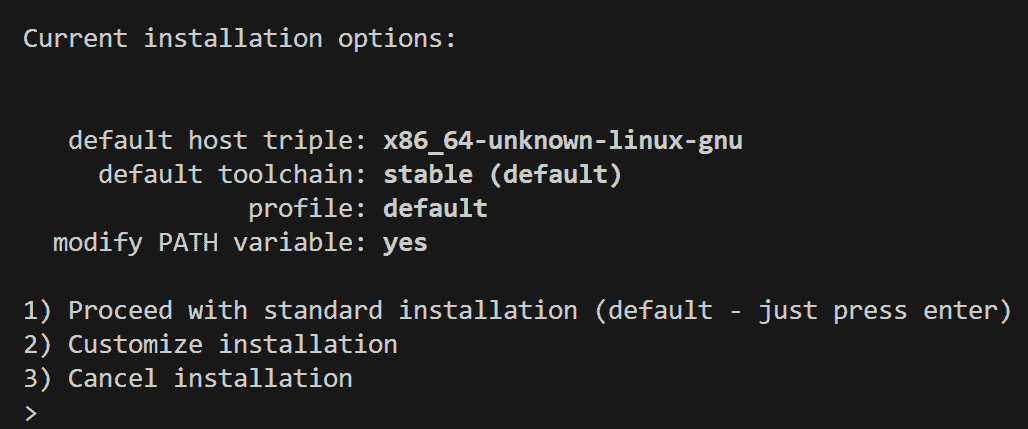 Current installation options:
default host triple: x86_64-unknown-linux-gnu
default toolchain: stable (default)
profile: default
modify PATH variable: yes
1) Proceed with standard installation (default - just press enter)
2) Customize installation
3) Cancel installation
>